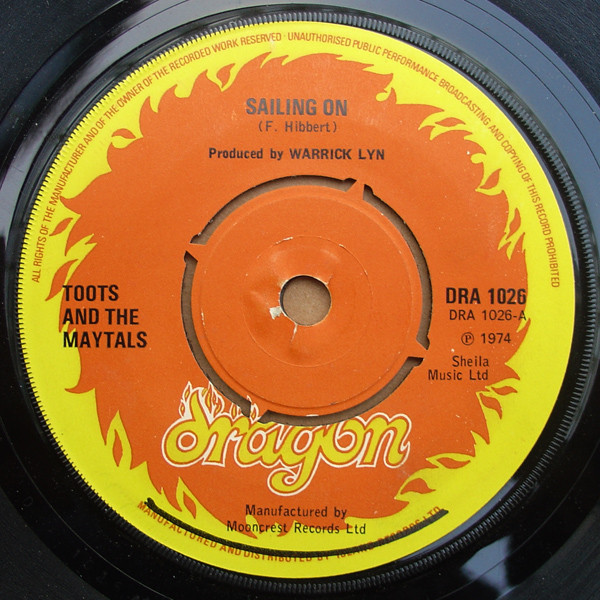 ALL RIGHTS OF THE MANUFACTURER AND OF THE OWNER OF THE RECORDED WORK RESERVED · UNAUTHORISED PUBLIC PERFORMANCE BROADCASTING AND COPYING OF THIS RECORD PROHIBITED
SAILING ON
(F. Hibbert)
Produced by WARRICK LYN
TOOTS
AND THE
MAYTALS
DRA 1026
DRA 1026-A
℗ 1974
Sheila
Music Ltd
dragon
Manufactured by
Mooncrest Records Ltd
MANUFACTURED AND DISTRIBUTED BY RECORDS LTD